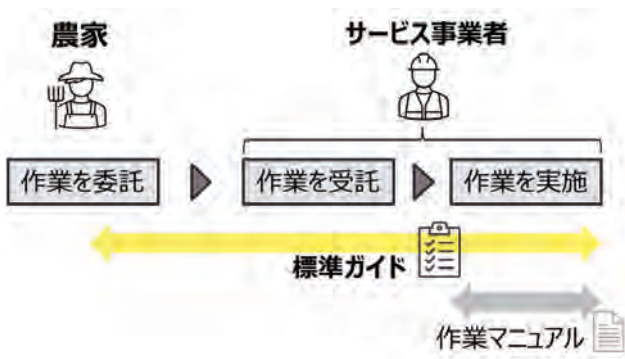 農家
サービス事業者
作業を委託
作業を受託
作業を実施
標準ガイド
作業マニュアル